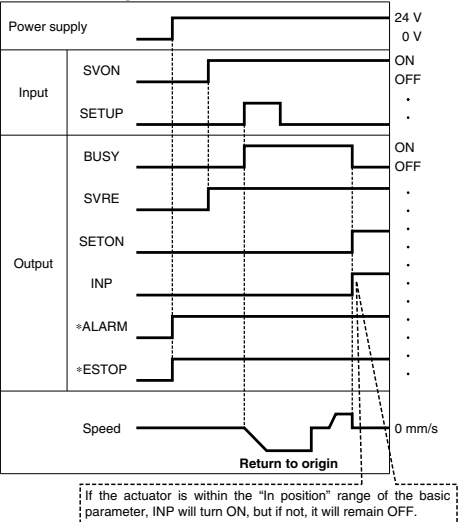 Power supply
24 V
0 V
Input
SVON
ON
OFF
SETUP
Output
BUSY
ON
OFF
SVRE
SETON
INP
*ALARM
*ESTOP
Speed
0 mm/s
Return to origin
If the actuator is within the “In position” range of the basic
parameter, INP will turn ON, but if not, it will remain OFF.